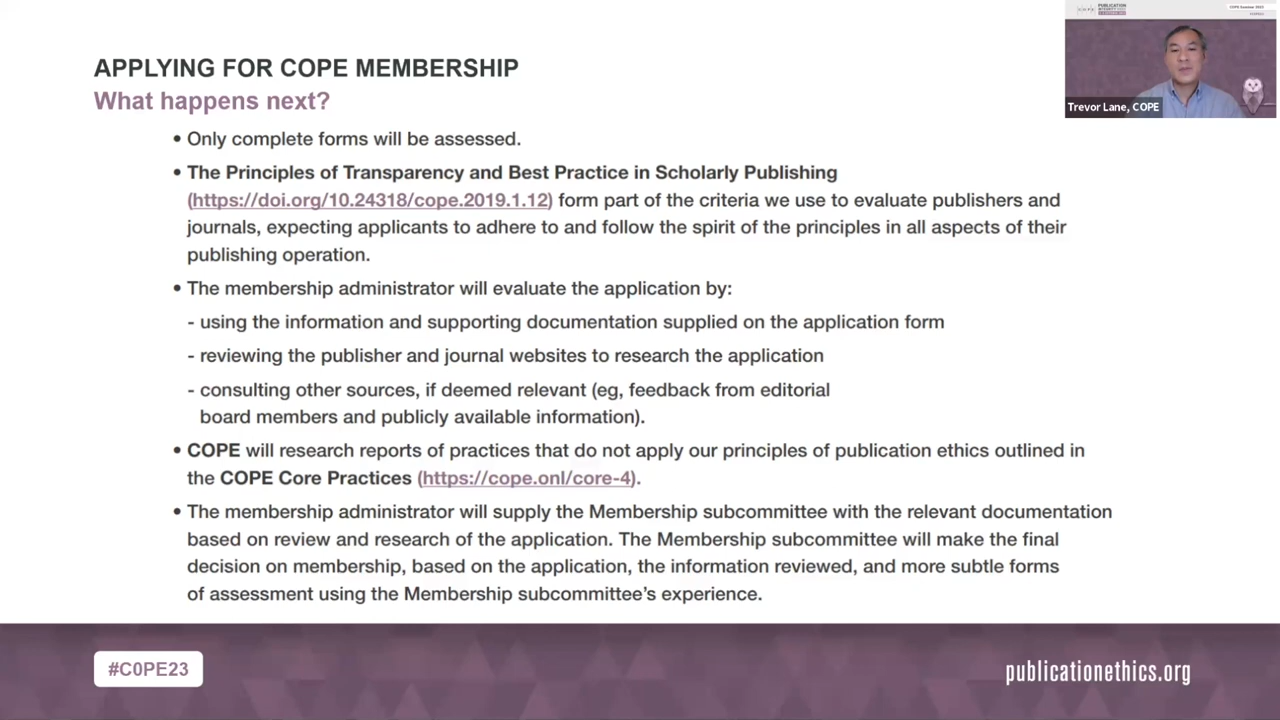 APPLYING FOR COPE MEMBERSHIP
What happens next?
• Only complete forms will be assessed.
• The Principles of Transparency and Best Practice in Scholarly Publishing
(https://doi.org/10.24318/cope.2019.1.12) form part of the criteria we use to evaluate publishers and
journals, expecting applicants to adhere to and follow the spirit of the principles in all aspects of their
publishing operation.
• The membership administrator will evaluate the application by:
- using the information and supporting documentation supplied on the application form
- reviewing the publisher and journal websites to research the application
- consulting other sources, if deemed relevant (eg, feedback from editorial
board members and publicly available information).
• COPE will research reports of practices that do not apply our principles of publication ethics outlined in
the COPE Core Practices (https://cope.onl/core-4).
• The membership administrator will supply the Membership subcommittee with the relevant documentation
based on review and research of the application. The Membership subcommittee will make the final
decision on membership, based on the application, the information reviewed, and more subtle forms
of assessment using the Membership subcommittee's experience.
#C0PE23
publicationethics.org
C O P E
PUBLICATION
COPE Seminar 2023
Trevor Lane, COPE